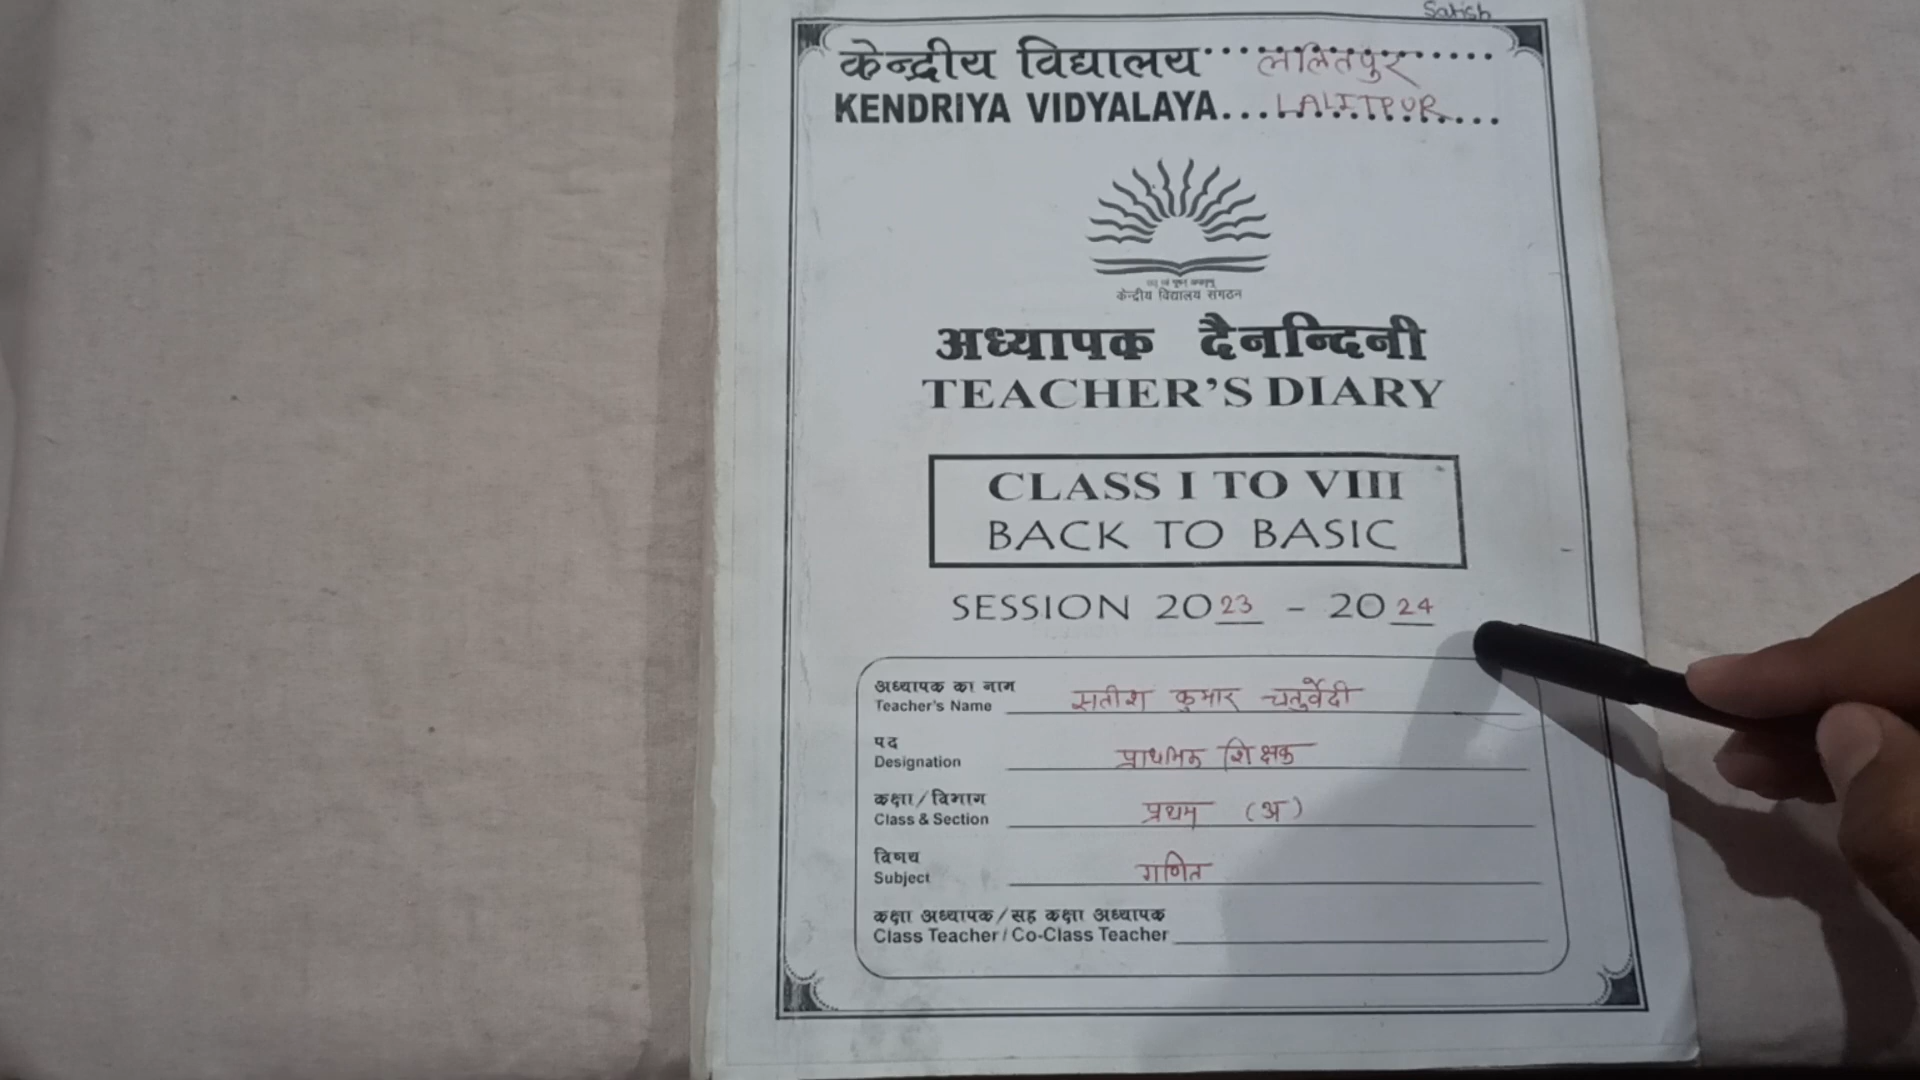 Satish
केन्द्रीय विद्यालय ललितपुर
KENDRIYA VIDYALAYA...LALITPUR...
केन्द्रीय विद्यालय संगठन
अध्यापक दैनन्दिनी
TEACHER'S DIARY
CLASS I TO VIII
BACK TO BASIC
SESSION 2023 - 2024
अध्यापक का नाम
Teacher's Name सतीश कुमार चतुर्वेदी
पद
Designation प्राथमिक शिक्षक
कक्षा / विभाग
Class & Section प्रथम (अ)
विषय
Subject गणित
कक्षा अध्यापक / सह कक्षा अध्यापक
Class Teacher / Co-Class Teacher